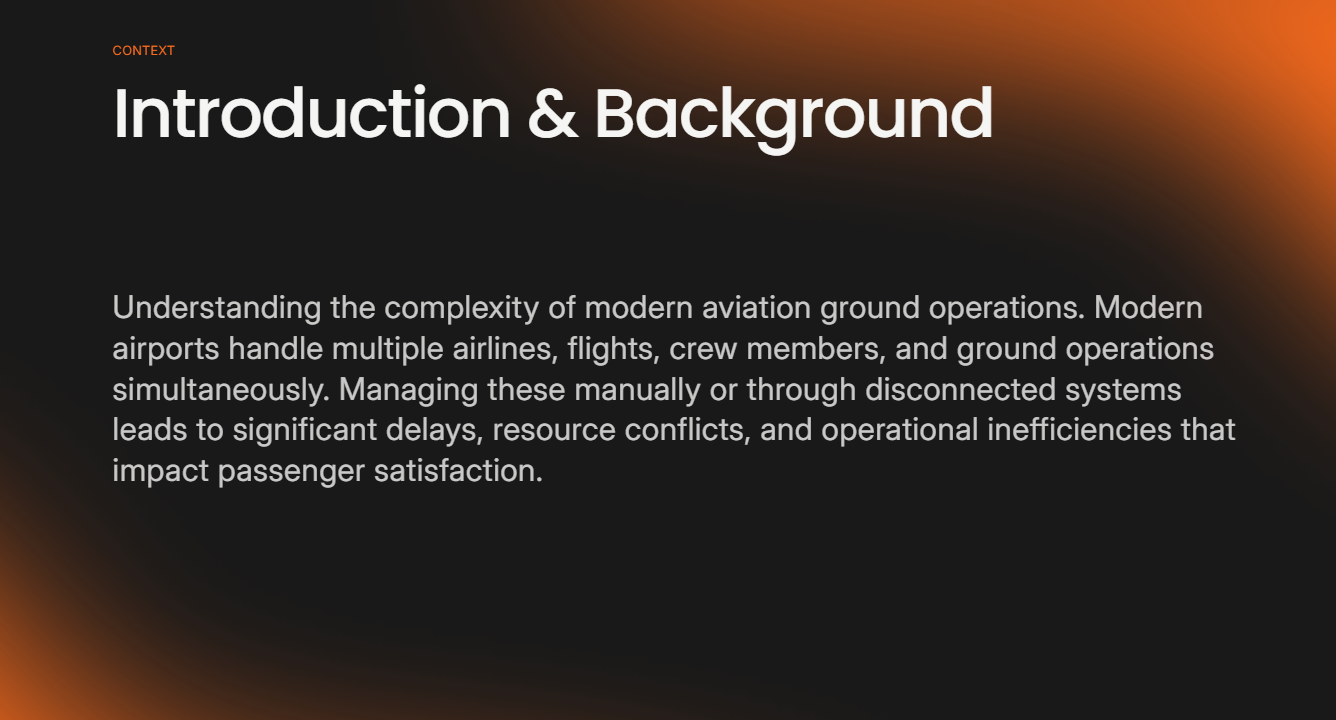 CONTEXT
Introduction & Background
Understanding the complexity of modern aviation ground operations. Modern
airports handle multiple airlines, flights, crew members, and ground operations
simultaneously. Managing these manually or through disconnected systems
leads to significant delays, resource conflicts, and operational inefficiencies that
impact passenger satisfaction.